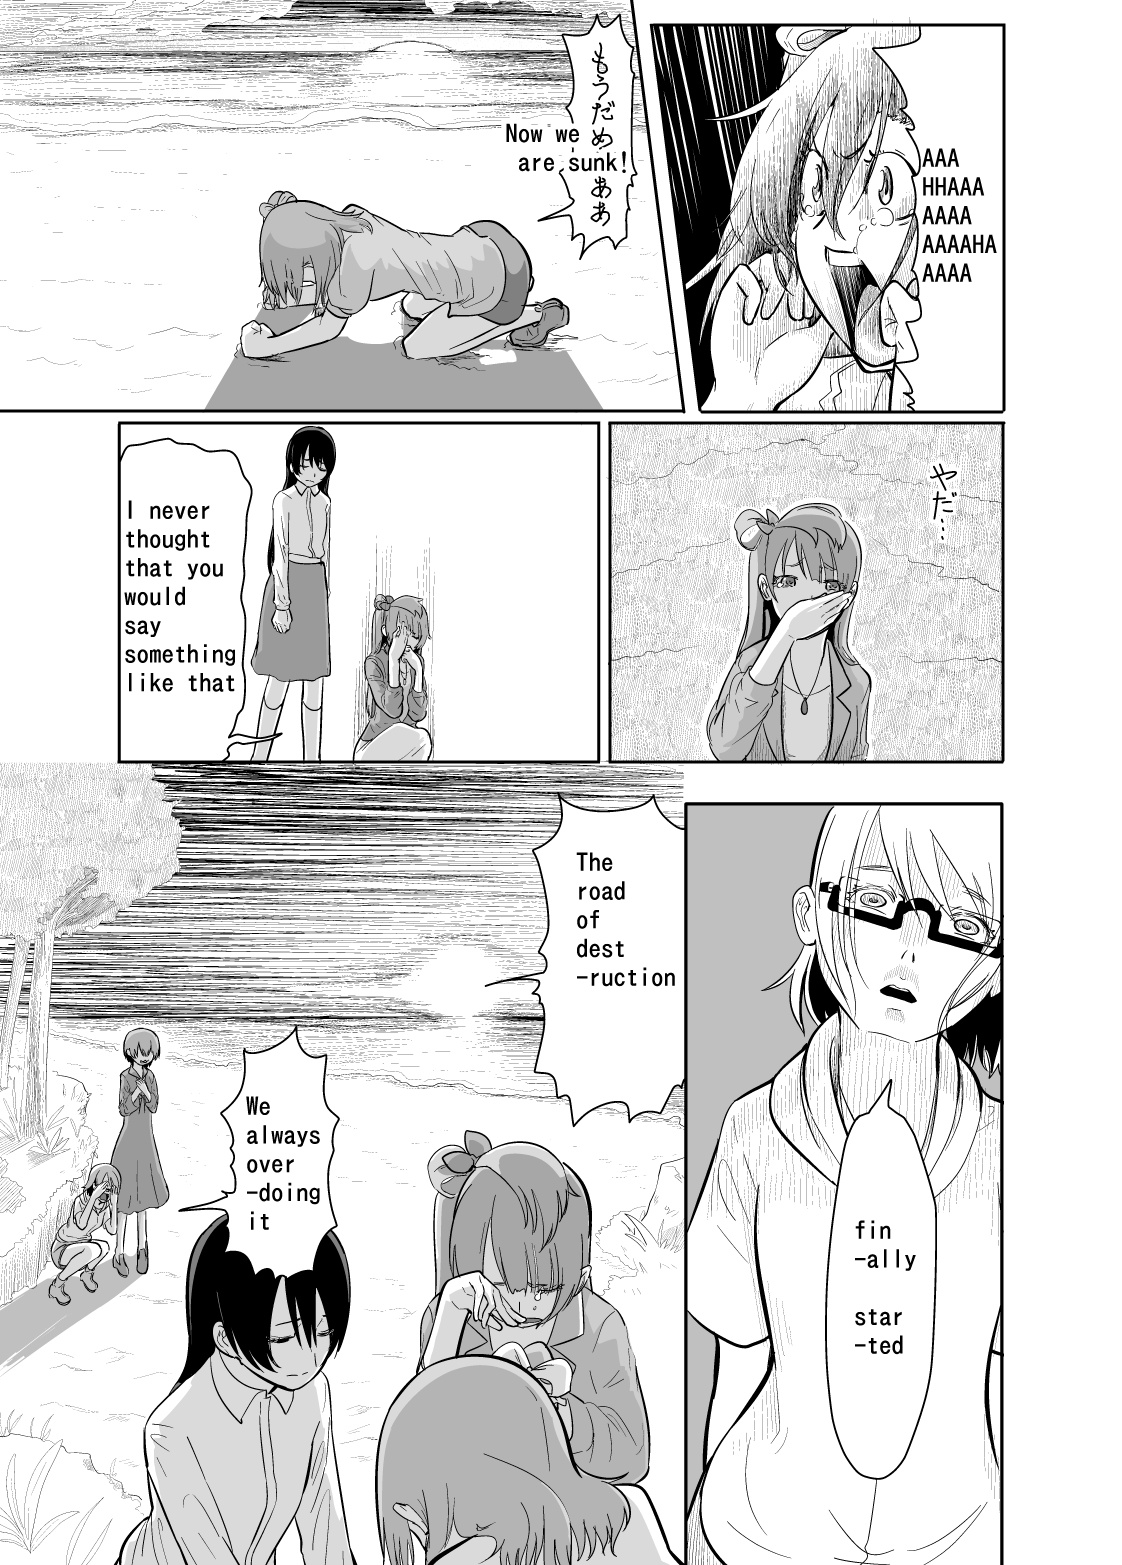 AAA
HHAAA
AAAA
AAAAHA
AAAA
もうだめぁぁ
Now we
are sunk!
やだ…
I never
thought
that you
would
say
something
like that
fin
-ally
star
-ted
The
road
of
dest
-ruction
We
always
over
-doing
it